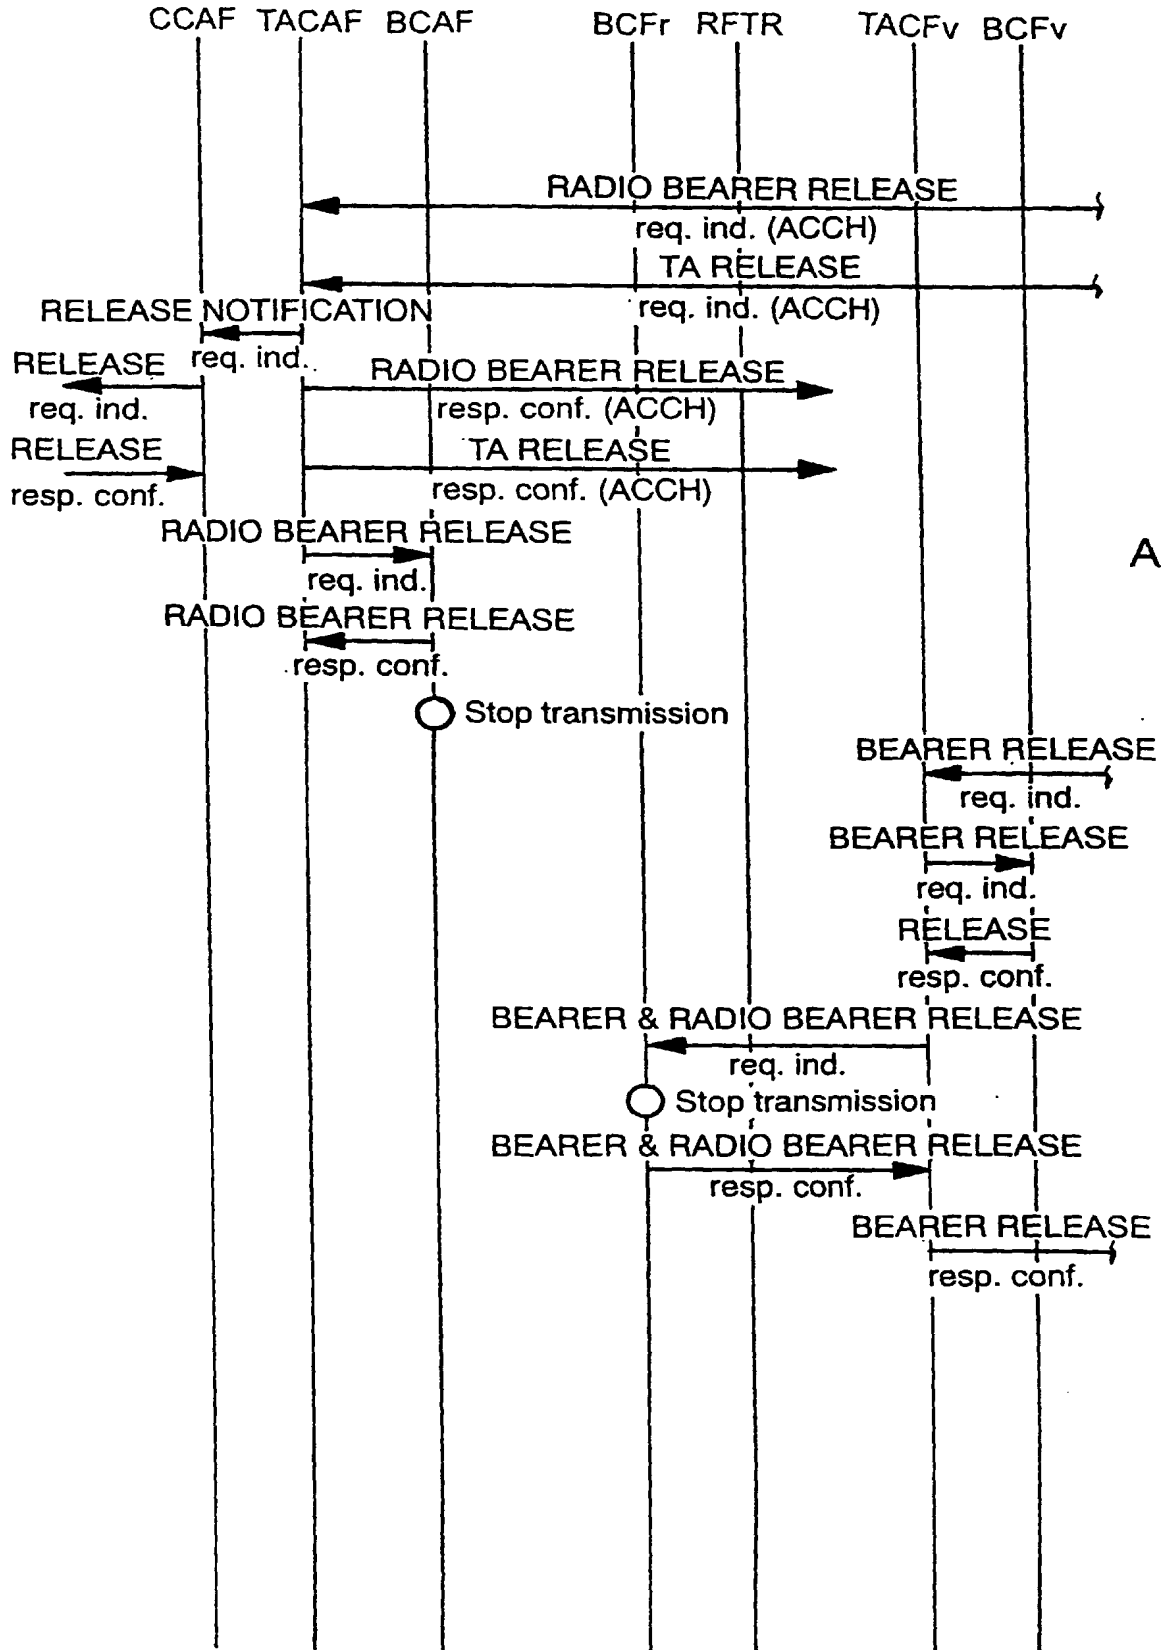 CCAF TACAF BCAF BCFr RFTR TACFv BCFv
RADIO BEARER RELEASE
req. ind. (ACCH)
TA RELEASE
req. ind. (ACCH)
RELEASE NOTIFICATION
req. ind.
RELEASE
req. ind.
RADIO BEARER RELEASE
resp. conf. (ACCH)
RELEASE
resp. conf.
TA RELEASE
resp. conf. (ACCH)
RADIO BEARER RELEASE
req. ind.
A
RADIO BEARER RELEASE
resp. conf.
Stop transmission
BEARER RELEASE
req. ind.
BEARER RELEASE
req. ind.
RELEASE
resp. conf.
BEARER & RADIO BEARER RELEASE
req. ind.
Stop transmission
BEARER & RADIO BEARER RELEASE
resp. conf.
BEARER RELEASE
resp. conf.